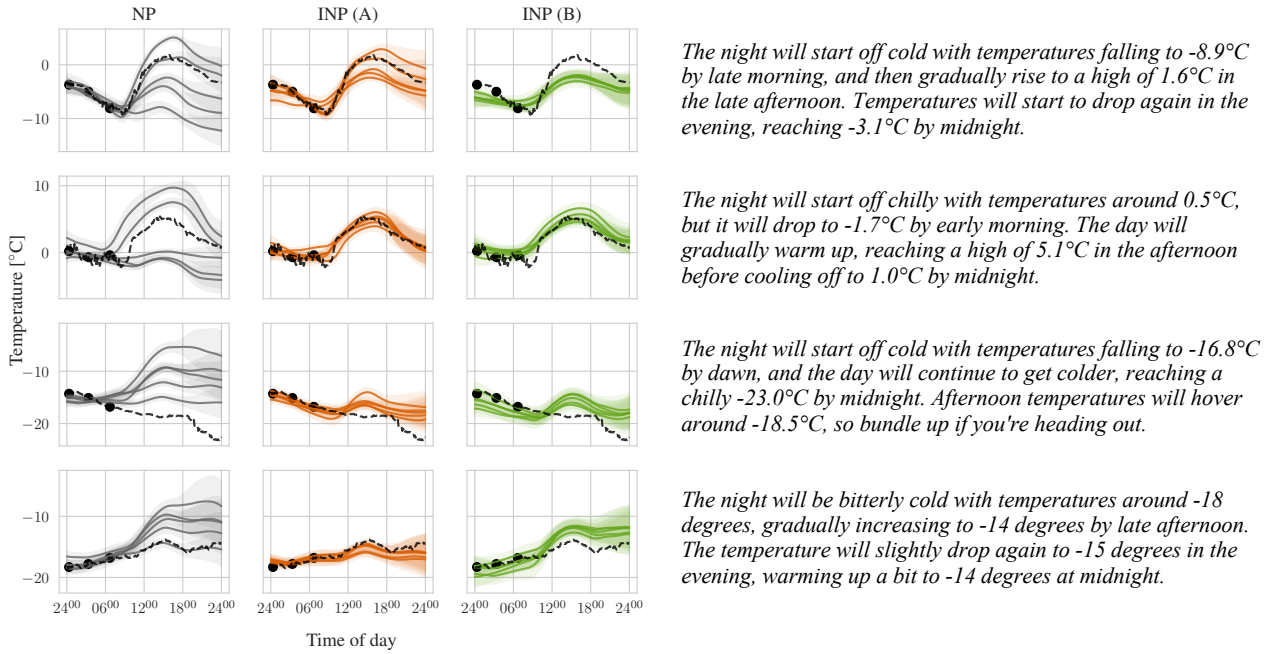 NP
INP (A)
INP (B)
Temperature [°C]
0
−10
The night will start off cold with temperatures falling to -8.9°C
by late morning, and then gradually rise to a high of 1.6°C in
the late afternoon. Temperatures will start to drop again in the
evening, reaching -3.1°C by midnight.
10
0
The night will start off chilly with temperatures around 0.5°C,
but it will drop to -1.7°C by early morning. The day will
gradually warm up, reaching a high of 5.1°C in the afternoon
before cooling off to 1.0°C by midnight.
−10
−20
The night will start off cold with temperatures falling to -16.8°C
by dawn, and the day will continue to get colder, reaching a
chilly -23.0°C by midnight. Afternoon temperatures will hover
around -18.5°C, so bundle up if you're heading out.
−10
−20
The night will be bitterly cold with temperatures around -18
degrees, gradually increasing to -14 degrees by late afternoon.
The temperature will slightly drop again to -15 degrees in the
evening, warming up a bit to -14 degrees at midnight.
24⁰⁰ 06⁰⁰ 12⁰⁰ 18⁰⁰ 24⁰⁰
24⁰⁰ 06⁰⁰ 12⁰⁰ 18⁰⁰ 24⁰⁰
24⁰⁰ 06⁰⁰ 12⁰⁰ 18⁰⁰ 24⁰⁰
Time of day